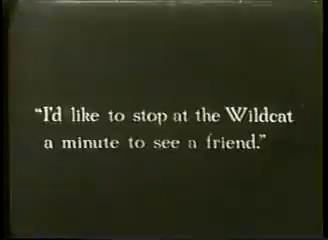 “I’d like to stop at the Wildcat
a minute to see a friend.”